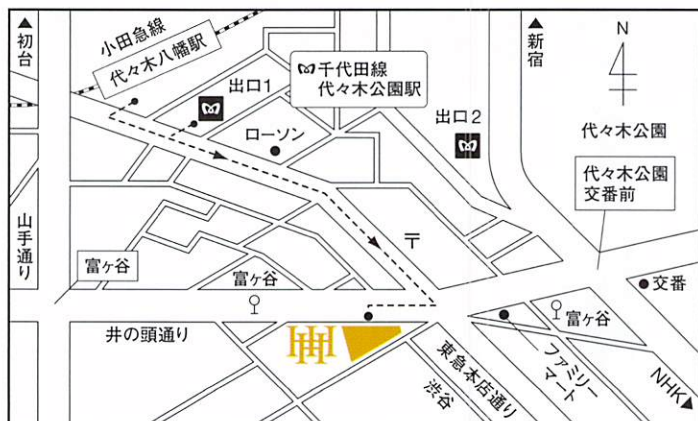 初台
小田急線
代々木八幡駅
出口1
千代田線
代々木公園駅
新宿
N
ローソン
出口2
代々木公園
代々木公園
交番前
山手通り
〒
富ヶ谷
富ヶ谷
交番
井の頭通り
富ヶ谷
HHH
東急本店通り
渋谷
ファミリー
マート
NHK